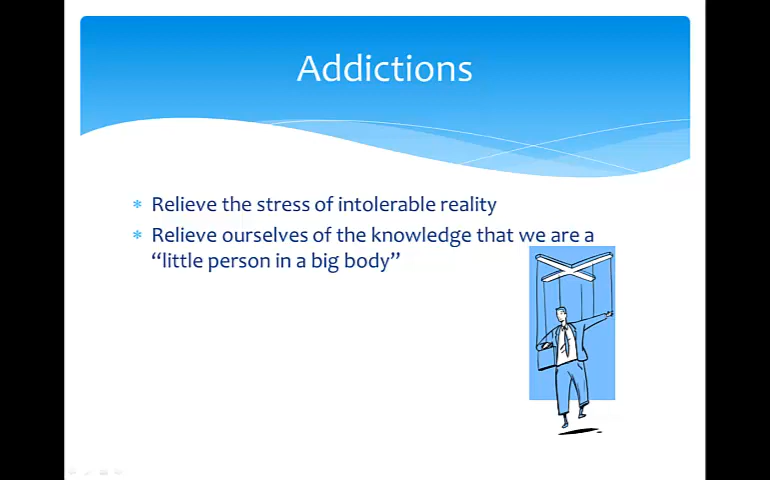 Addictions
Relieve the stress of intolerable reality
Relieve ourselves of the knowledge that we are a
“little person in a big body”